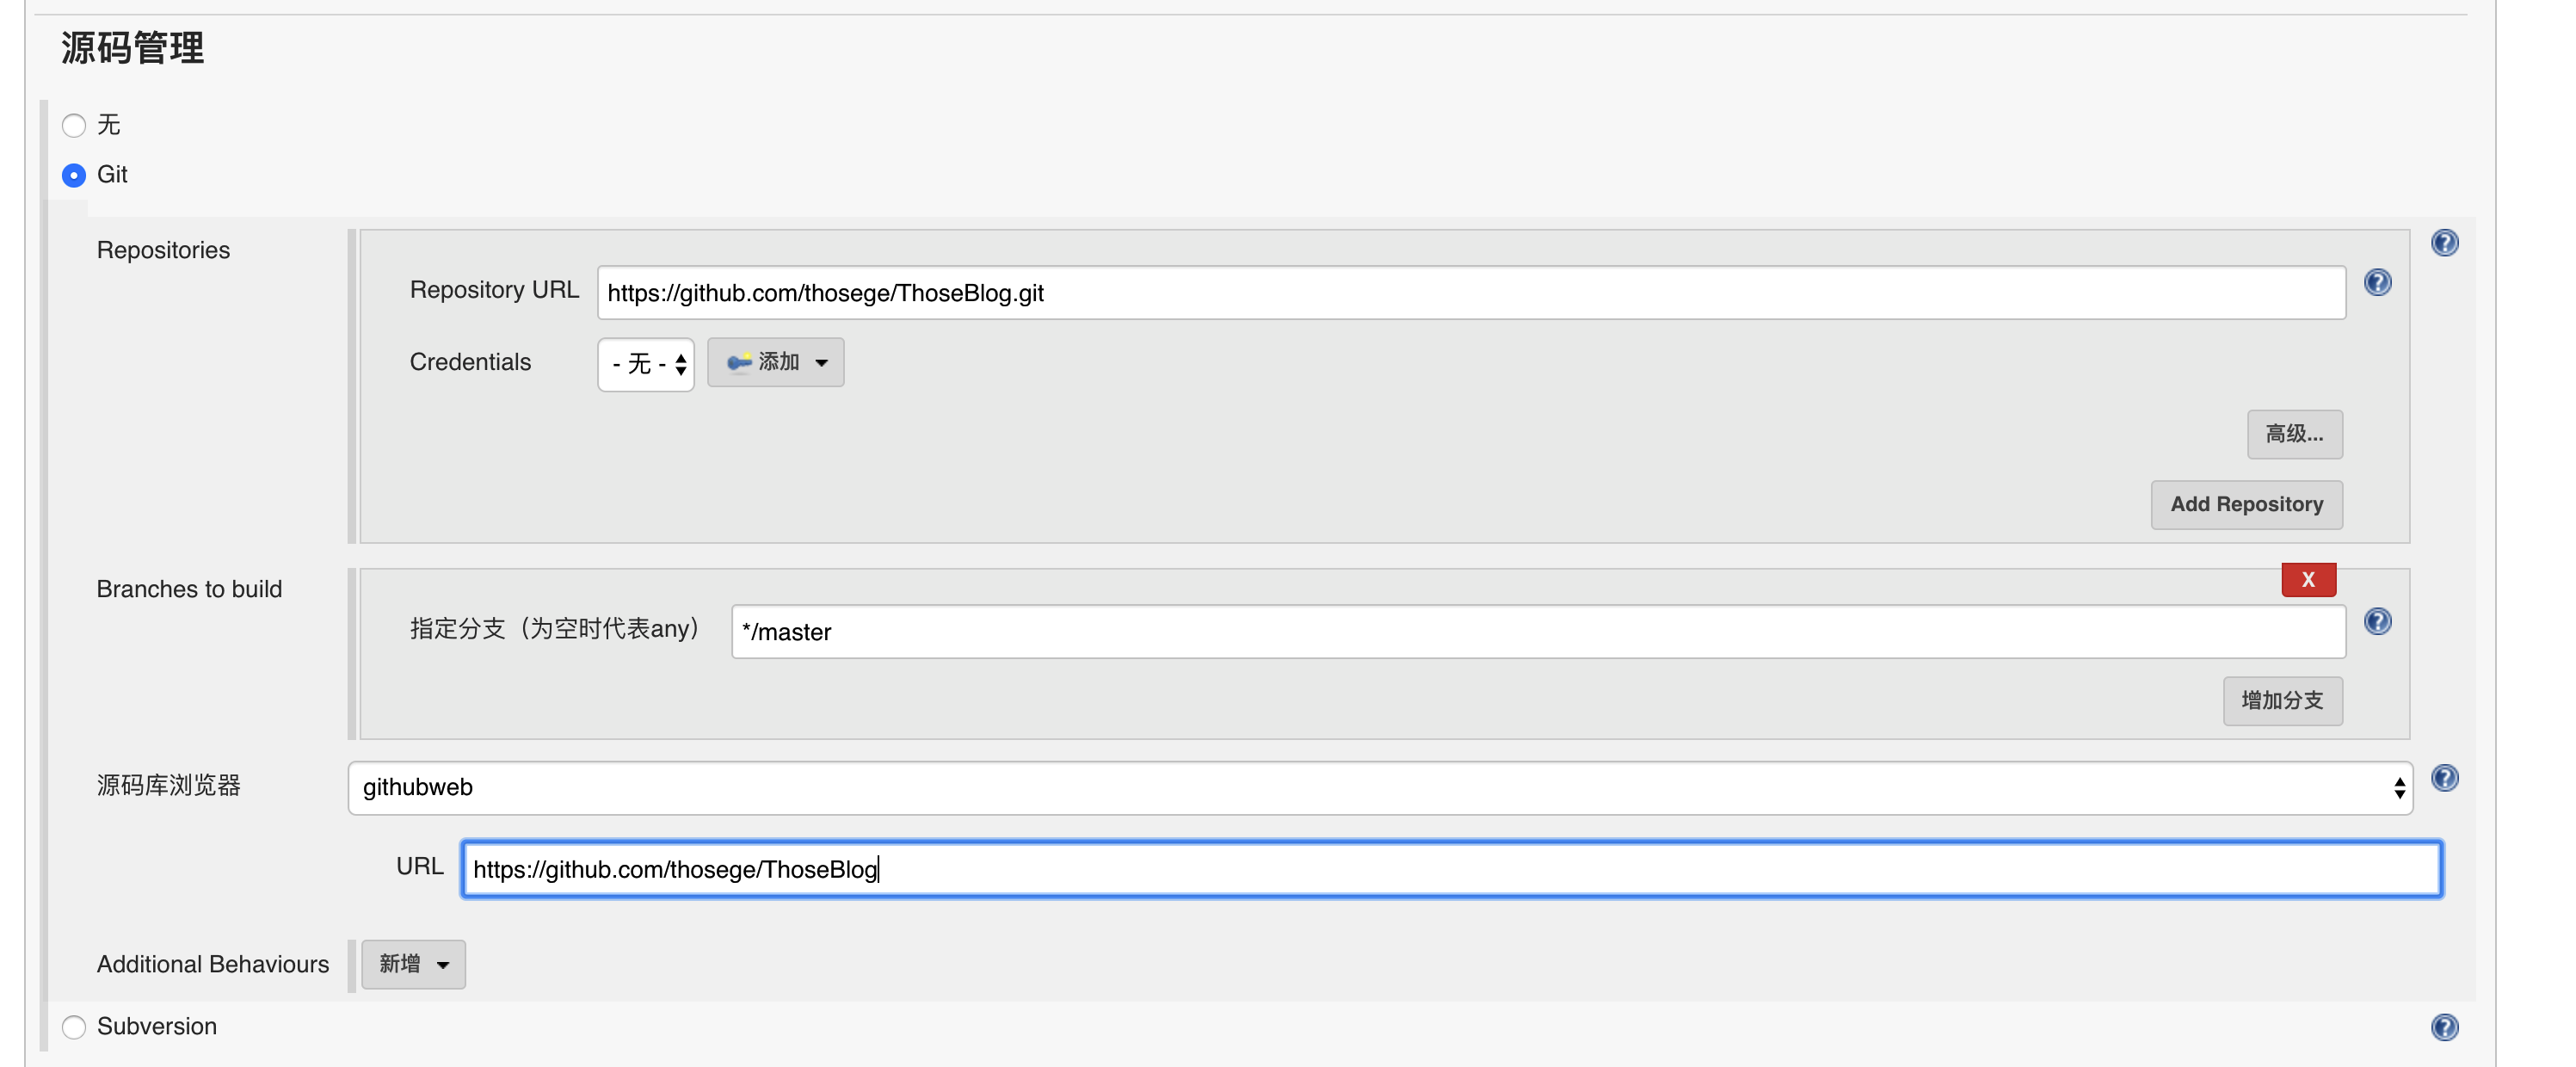 源码管理
无
Git
Repositories
Repository URL https://github.com/thosege/ThoseBlog.git
Credentials - 无 - 添加
高级...
Add Repository
Branches to build
X
指定分支（为空时代表any） */master
增加分支
源码库浏览器 githubweb
URL https://github.com/thosege/ThoseBlog
Additional Behaviours 新增
Subversion